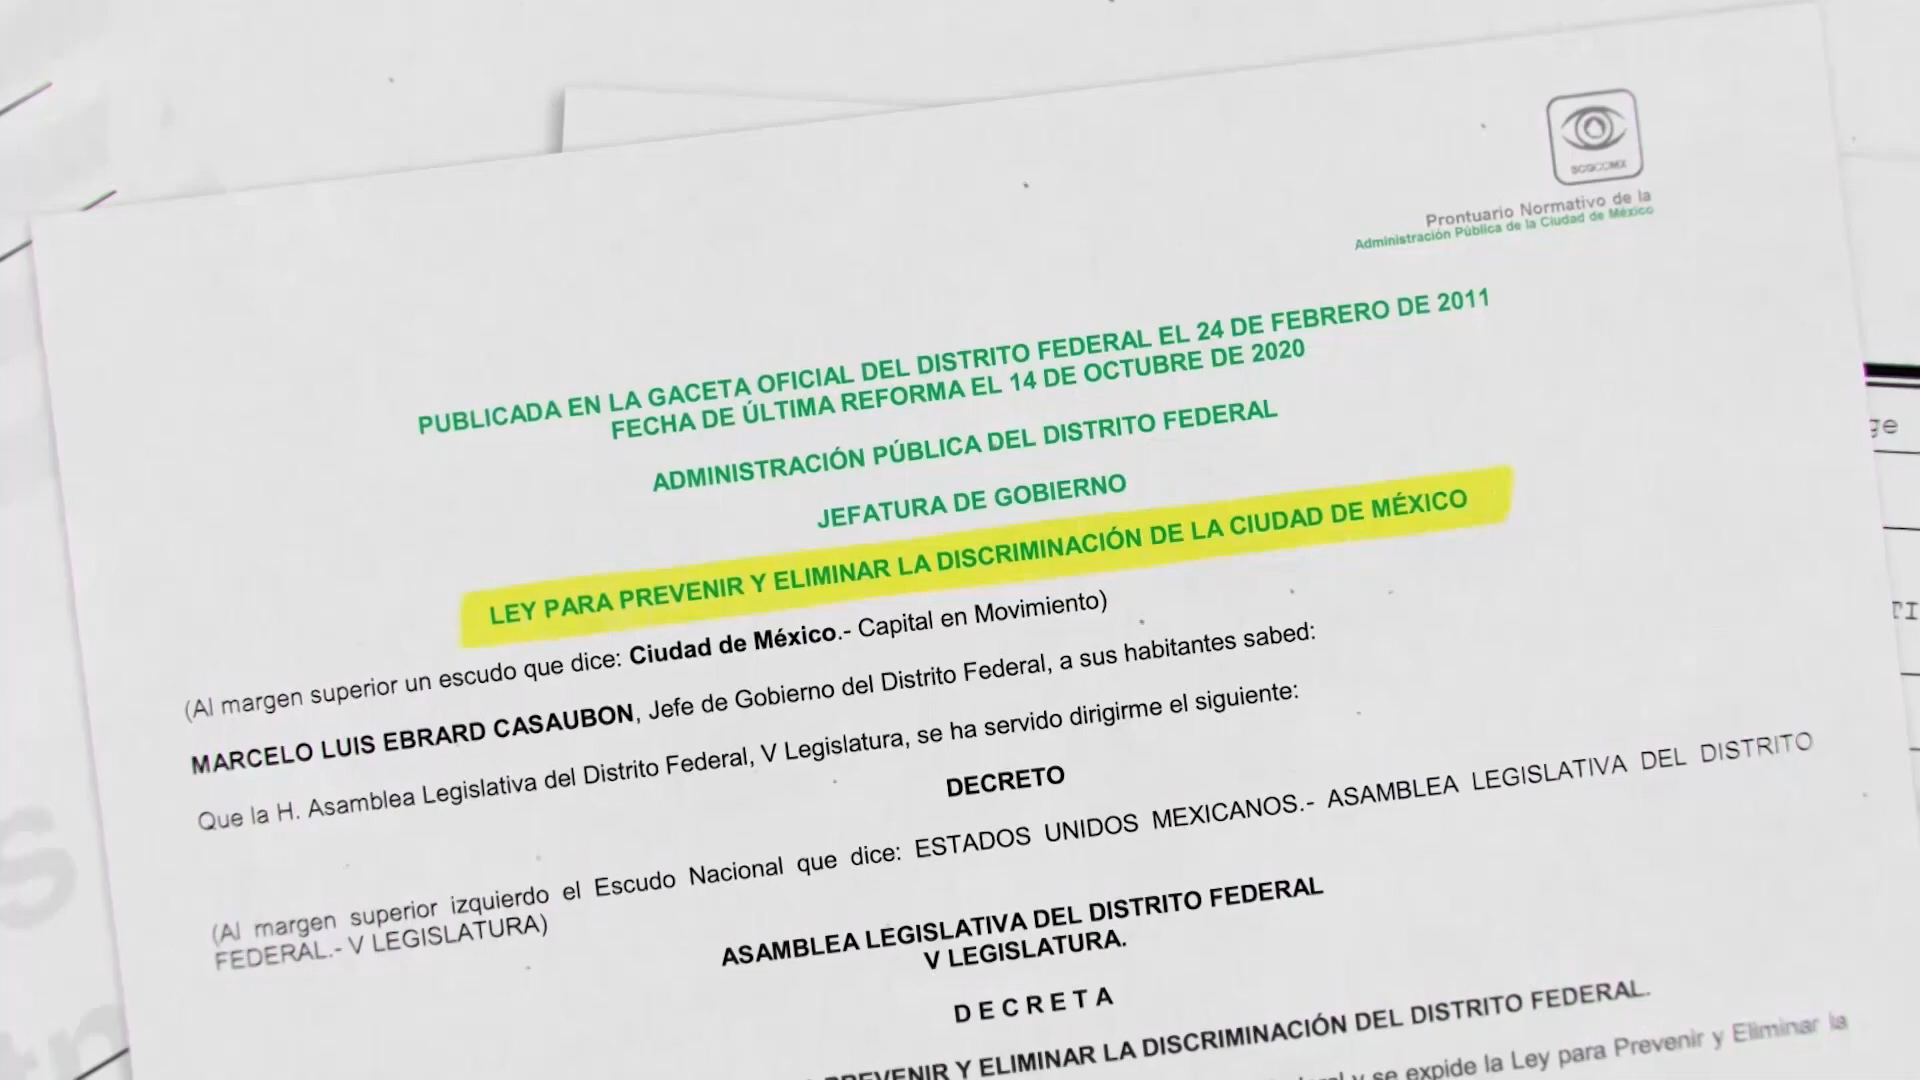 SCGCDMX
Prontuario Normativo de la
Administración Pública de la Ciudad de México
PUBLICADA EN LA GACETA OFICIAL DEL DISTRITO FEDERAL EL 24 DE FEBRERO DE 2011
FECHA DE ÚLTIMA REFORMA EL 14 DE OCTUBRE DE 2020
ADMINISTRACIÓN PÚBLICA DEL DISTRITO FEDERAL
JEFATURA DE GOBIERNO
LEY PARA PREVENIR Y ELIMINAR LA DISCRIMINACIÓN DE LA CIUDAD DE MÉXICO
(Al margen superior un escudo que dice: Ciudad de México.- Capital en Movimiento)
MARCELO LUIS EBRARD CASAUBON, Jefe de Gobierno del Distrito Federal, a sus habitantes sabed:
Que la H. Asamblea Legislativa del Distrito Federal, V Legislatura, se ha servido dirigirme el siguiente:
DECRETO
(Al margen superior izquierdo el Escudo Nacional que dice: ESTADOS UNIDOS MEXICANOS.- ASAMBLEA LEGISLATIVA DEL DISTRITO
FEDERAL.- V LEGISLATURA)
ASAMBLEA LEGISLATIVA DEL DISTRITO FEDERAL
V LEGISLATURA.
D E C R E T A
PREVENIR Y ELIMINAR LA DISCRIMINACIÓN DEL DISTRITO FEDERAL.
y se expide la Ley para Prevenir y Eliminar la